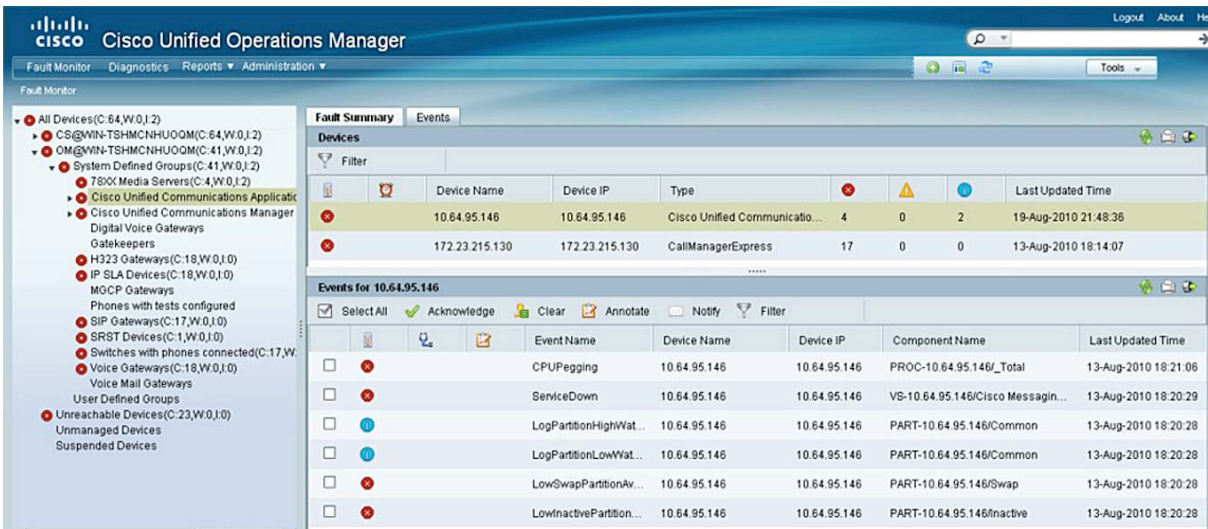 Logout About He
cisco Cisco Unified Operations Manager
Fault Monitor Diagnostics Reports Administration
Tools
Fault Monitor
All Devices(C:64,W:0,I:2)
CS@WIN-TSHMCNHUOQM(C:64,W:0,I:2)
OM@WIN-TSHMCNHUOQM(C:41,W:0,I:2)
System Defined Groups(C:41,W:0,I:2)
78XX Media Servers(C:4,W:0,I:2)
Cisco Unified Communications Applicatic
Cisco Unified Communications Manager
Digital Voice Gateways
Gatekeepers
H323 Gateways(C:18,W:0,I:0)
IP SLA Devices(C:18,W:0,I:0)
MGCP Gateways
Phones with tests configured
SIP Gateways(C:17,W:0,I:0)
SRST Devices(C:1,W:0,I:0)
Switches with phones connected(C:17,W:
Voice Gateways(C:18,W:0,I:0)
Voice Mail Gateways
User Defined Groups
Unreachable Devices(C:23,W:0,I:0)
Unmanaged Devices
Suspended Devices
Fault Summary Events
Devices
Filter
Device Name Device IP Type Last Updated Time
10.64.95.146 10.64.95.146 Cisco Unified Communicatio... 4 0 2 19-Aug-2010 21:48:36
172.23.215.130 172.23.215.130 CallManagerExpress 17 0 0 13-Aug-2010 18:14:07
Events for 10.64.95.146
Select All Acknowledge Clear Annotate Notify Filter
Event Name Device Name Device IP Component Name Last Updated Time
CPUPegging 10.64.95.146 10.64.95.146 PROC-10.64.95.146/_Total 13-Aug-2010 18:21:06
ServiceDown 10.64.95.146 10.64.95.146 VS-10.64.95.146/Cisco Messagin... 13-Aug-2010 18:20:29
LogPartitionHighWat... 10.64.95.146 10.64.95.146 PART-10.64.95.146/Common 13-Aug-2010 18:20:28
LogPartitionLowWat... 10.64.95.146 10.64.95.146 PART-10.64.95.146/Common 13-Aug-2010 18:20:28
LowSwapPartitionAv... 10.64.95.146 10.64.95.146 PART-10.64.95.146/Swap 13-Aug-2010 18:20:28
LowInactivePartition... 10.64.95.146 10.64.95.146 PART-10.64.95.146/Inactive 13-Aug-2010 18:20:28